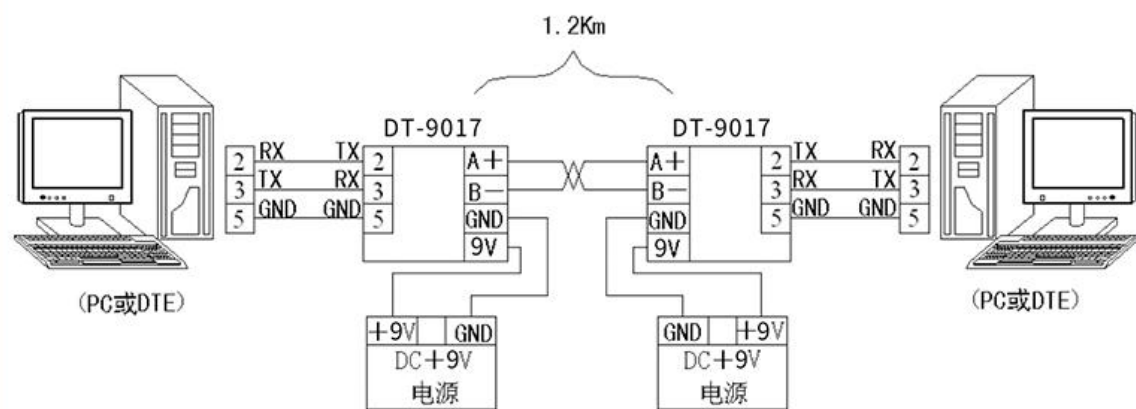 1.2Km
DT-9017 DT-9017
2 RX TX 2 A+ A+ 2 TX RX 2
3 TX RX 3 B- B- 3 RX TX 3
5 GND GND 5 GND GND 5 GND GND 5
9V 9V
(PC或DTE) (PC或DTE)
+9V GND GND +9V
DC+9V DC+9V
电源 电源